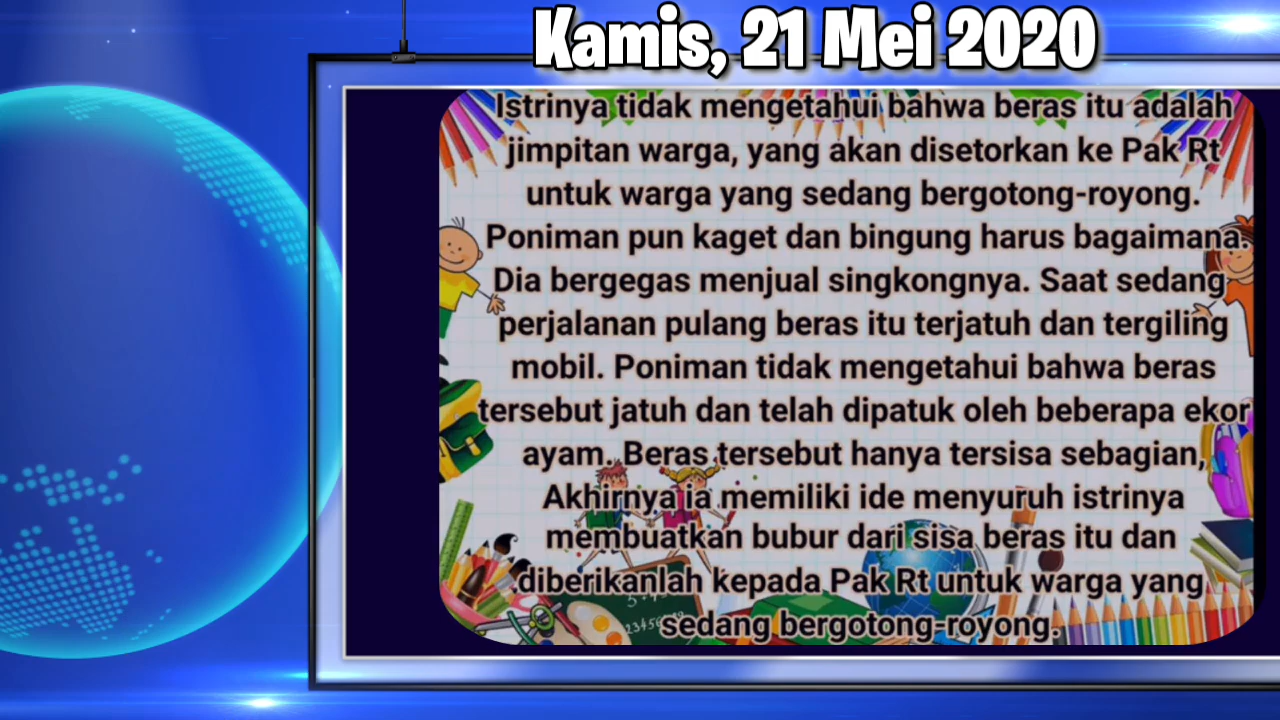 Kamis, 21 Mei 2020
Istrinya tidak mengetahui bahwa beras itu adalah
jimpitan warga, yang akan disetorkan ke Pak Rt
untuk warga yang sedang bergotong-royong.
Poniman pun kaget dan bingung harus bagaimana.
Dia bergegas menjual singkongnya. Saat sedang
perjalanan pulang beras itu terjatuh dan tergiling
mobil. Poniman tidak mengetahui bahwa beras
tersebut jatuh dan telah dipatuk oleh beberapa ekor
ayam. Beras tersebut hanya tersisa sebagian,
Akhirnya ia memiliki ide menyuruh istrinya
membuatkan bubur dari sisa beras itu dan
diberikanlah kepada Pak Rt untuk warga yang
sedang bergotong-royong.